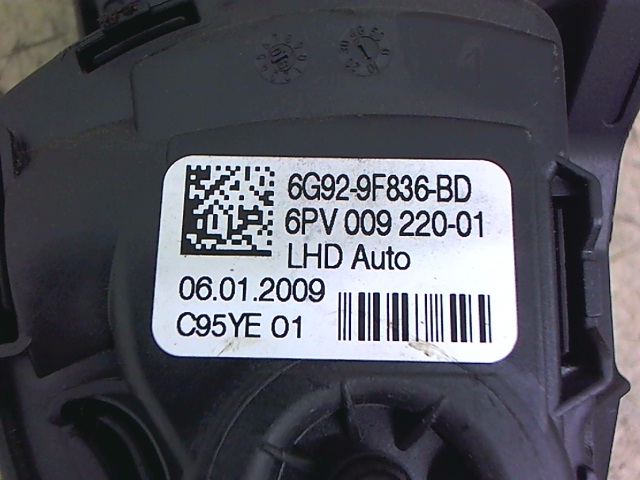 6G92-9F836-BD
6PV 009 220-01
LHD Auto
06.01.2009
C95YE 01